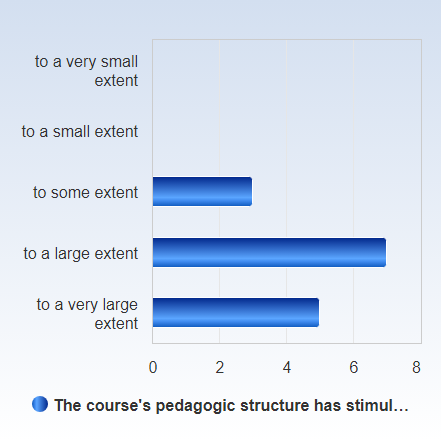 to a very small
extent
to a small extent
to some extent
to a large extent
to a very large
extent
0 2 4 6 8
The course's pedagogic structure has stimul...